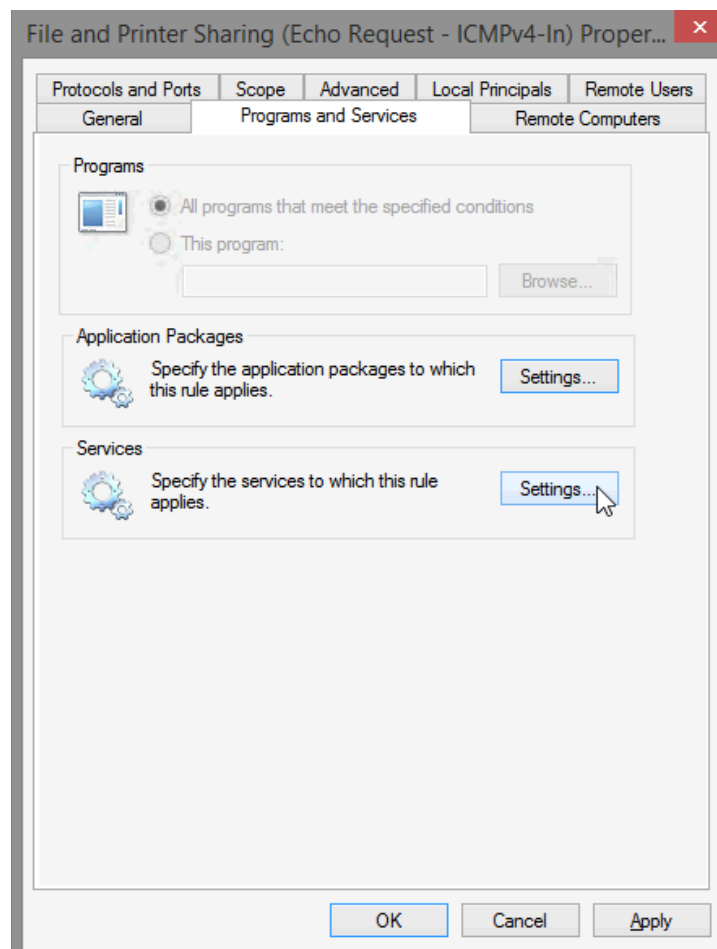 File and Printer Sharing (Echo Request - ICMPv4-In) Proper...
Protocols and Ports Scope Advanced Local Principals Remote Users
General Programs and Services Remote Computers
Programs
All programs that meet the specified conditions
This program:
Browse...
Application Packages
Specify the application packages to which
this rule applies.
Settings...
Services
Specify the services to which this rule
applies.
Settings...
OK Cancel Apply